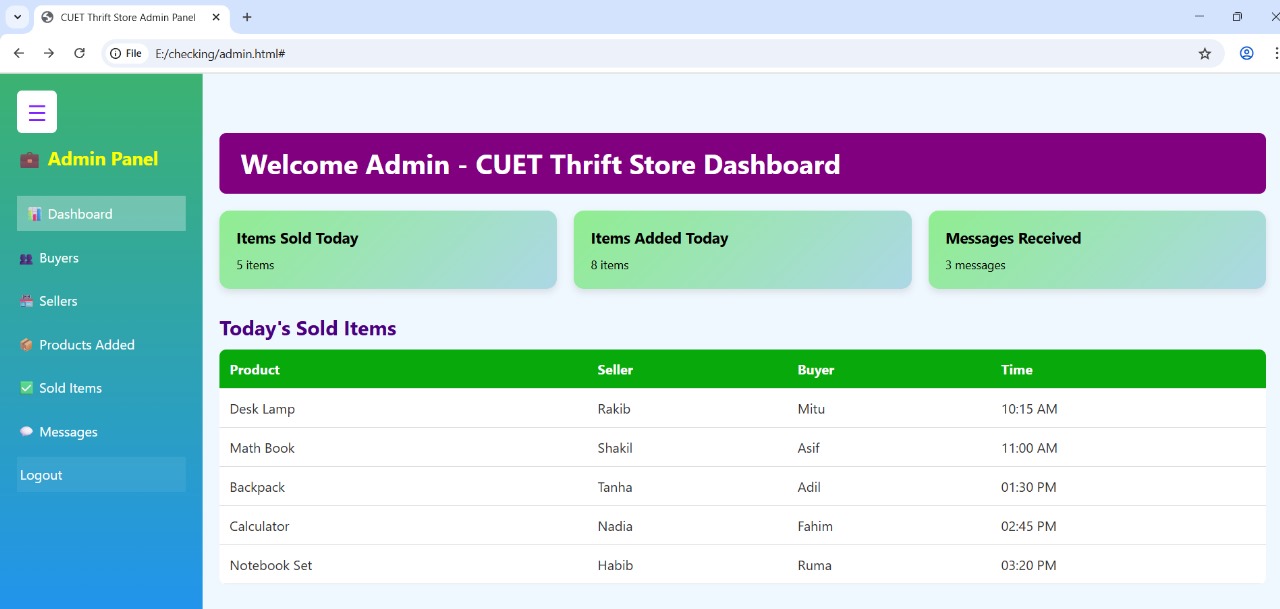 CUET Thrift Store Admin Panel
File E:/checking/admin.html#
Admin Panel
Dashboard
Buyers
Sellers
Products Added
Sold Items
Messages
Logout
Welcome Admin - CUET Thrift Store Dashboard
Items Sold Today
5 items
Items Added Today
8 items
Messages Received
3 messages
Today's Sold Items
Product Seller Buyer Time
Desk Lamp Rakib Mitu 10:15 AM
Math Book Shakil Asif 11:00 AM
Backpack Tanha Adil 01:30 PM
Calculator Nadia Fahim 02:45 PM
Notebook Set Habib Ruma 03:20 PM